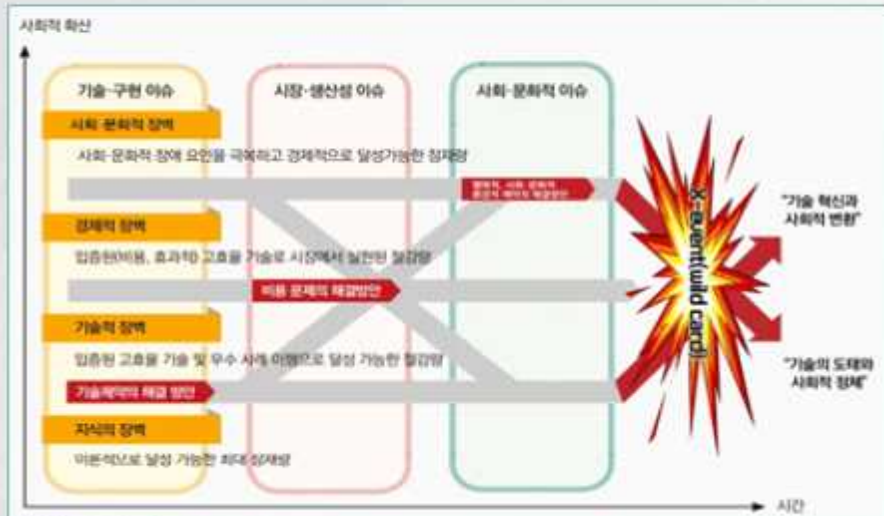 사회적 확산
기술·구현 이슈
시장·생산성 이슈
사회·문화적 이슈
사회·문화적 장벽
사회·문화적 장애 요인을 극복하고 경제적으로 달성가능한 잠재량
경제적 장벽
입증된(비용, 효과적) 고효율 기술로 시장에서 실현된 절감량
비용 문제의 해결방안
기술적 장벽
입증된 고효율 기술 및 우수 사례 이행으로 달성 가능한 절감량
기술제약의 해결 방안
지식의 장벽
이론적으로 달성 가능한 최대 잠재량
X-event(wild card)
"기술 혁신과
사회적 변환"
"기술의 도태와
사회적 정체"
시간